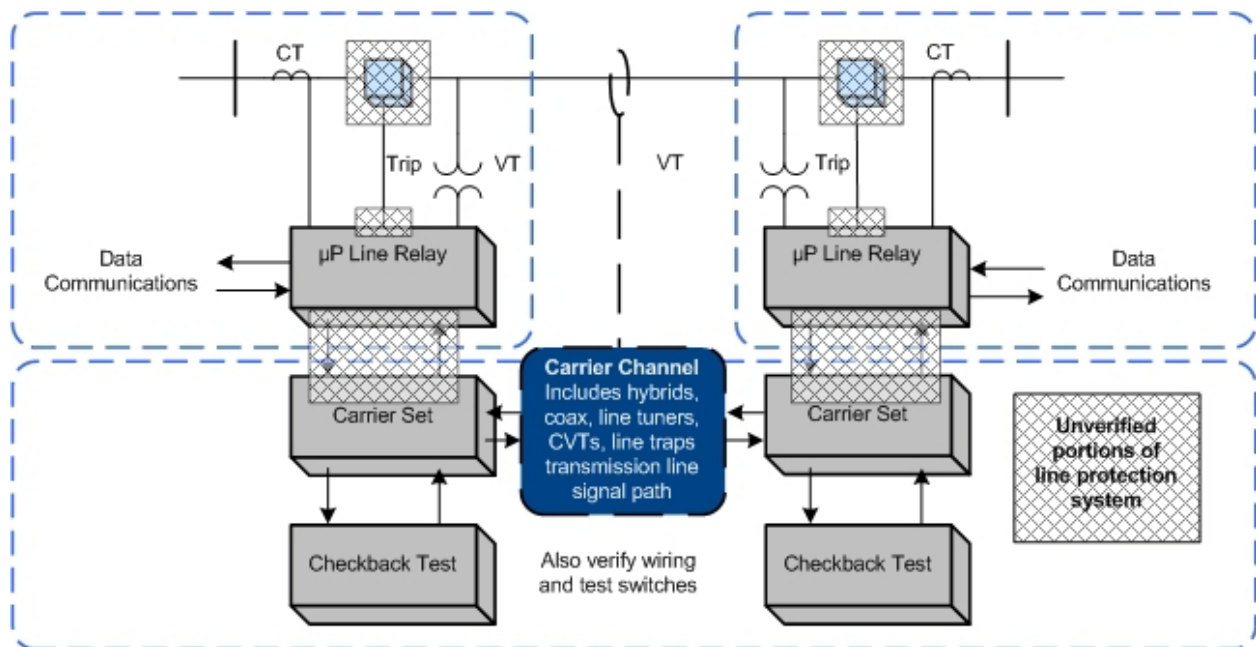 CT
CT
Trip
VT
VT
Trip
µP Line Relay
µP Line Relay
Data
Communications
Data
Communications
Carrier Channel
Includes hybrids,
coax, line tuners,
CVTs, line traps
transmission line
signal path
Carrier Set
Carrier Set
Unverified
portions of
line protection
system
Checkback Test
Also verify wiring
and test switches
Checkback Test